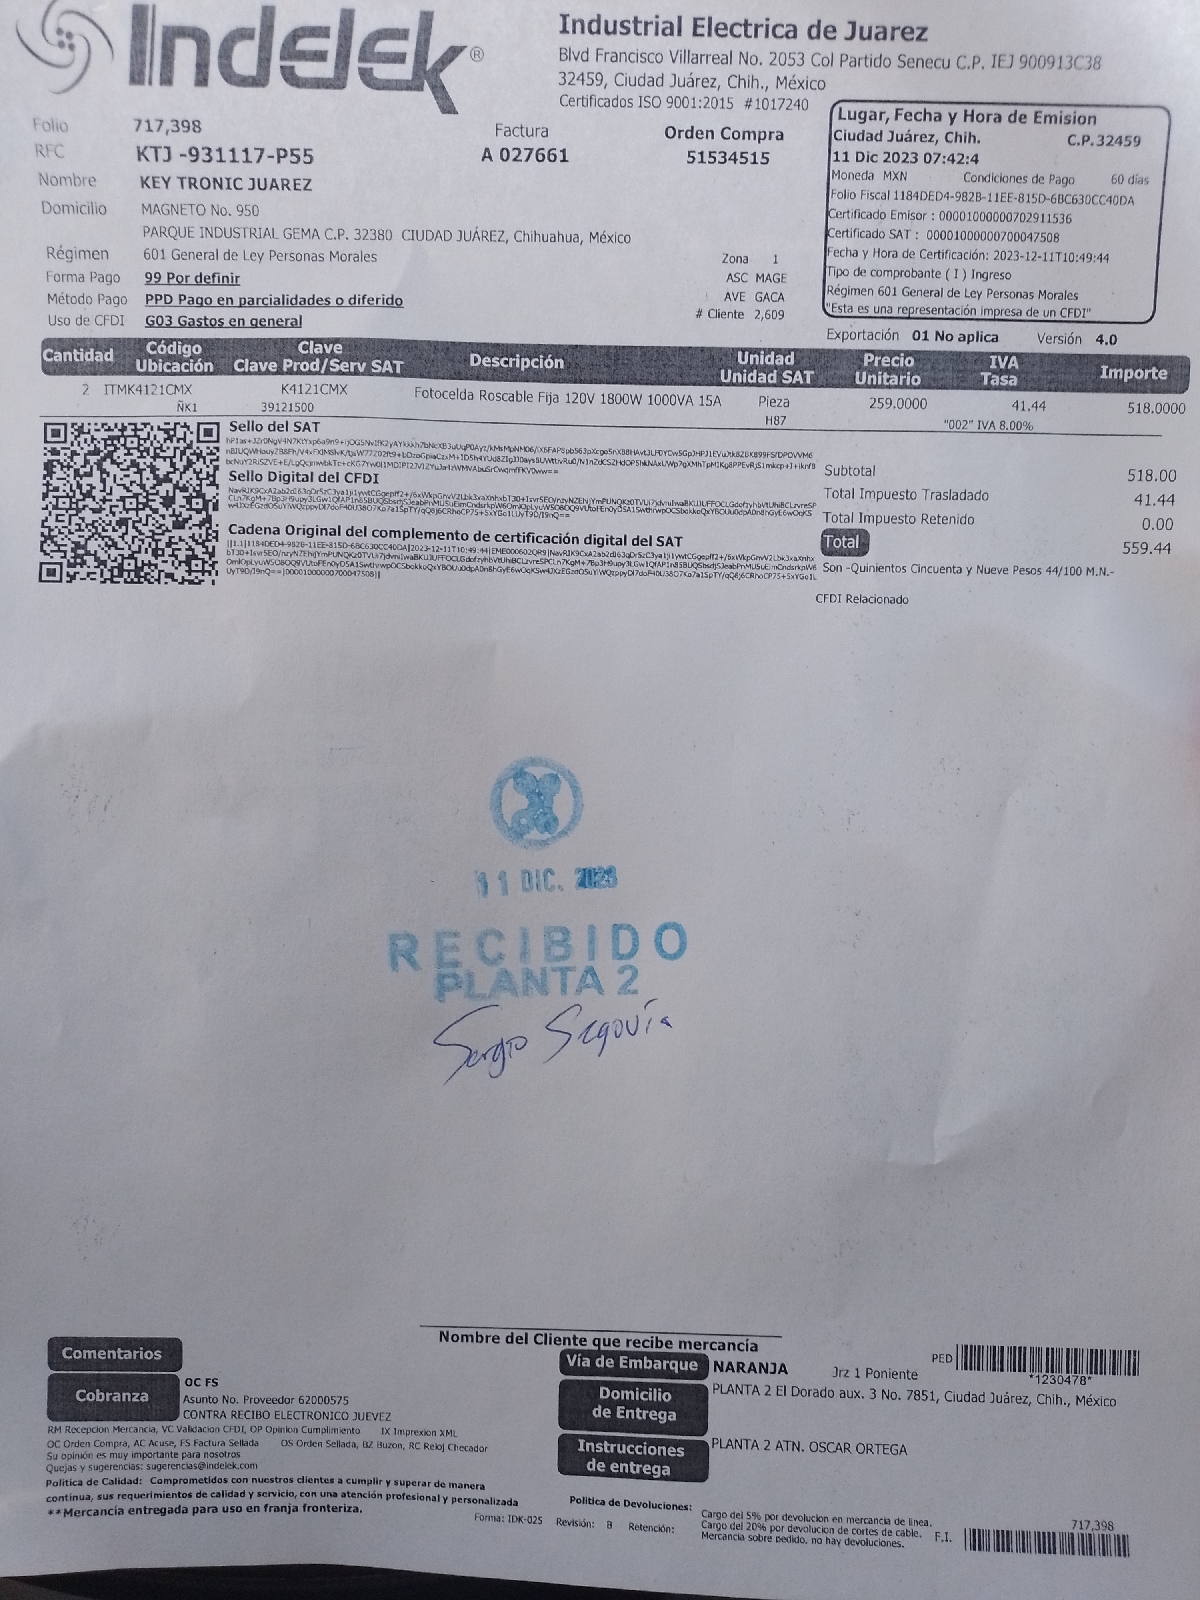 Indelek®
Industrial Electrica de Juarez
Blvd Francisco Villarreal No. 2053 Col Partido Senecu C.P. IEJ 900913C38
32459, Ciudad Juárez, Chih., México
Certificados ISO 9001:2015 #1017240
Folio 717,398
RFC KTJ -931117-P55
Nombre KEY TRONIC JUAREZ
Domicilio MAGNETO No. 950
PARQUE INDUSTRIAL GEMA C.P. 32380 CIUDAD JUÁREZ, Chihuahua, México
Régimen 601 General de Ley Personas Morales
Forma Pago 99 Por definir
Método Pago PPD Pago en parcialidades o diferido
Uso de CFDI G03 Gastos en general
Factura
A 027661
Orden Compra
51534515
Zona 1
ASC MAGE
AVE GACA
# Cliente 2,609
Lugar, Fecha y Hora de Emision
Ciudad Juárez, Chih. C.P.32459
11 Dic 2023 07:42:4
Moneda MXN Condiciones de Pago 60 días
Folio Fiscal 1184DED4-982B-11EE-815D-6BC630CC40DA
Certificado Emisor : 00001000000702911536
Certificado SAT : 00001000000700047508
Fecha y Hora de Certificación: 2023-12-11T10:49:44
Tipo de comprobante ( I ) Ingreso
Régimen 601 General de Ley Personas Morales
"Esta es una representación impresa de un CFDI"
Exportación 01 No aplica Versión 4.0
Cantidad Código Ubicación Clave Clave Prod/Serv SAT Descripción Unidad Unidad SAT Precio Unitario IVA Tasa Importe
2 ITMK4121CMX K4121CMX Fotocelda Roscable Fija 120V 1800W 1000VA 15A Pieza 259.0000 41.44 518.0000
ÑK1 39121500 H87 "002" IVA 8.00%
Sello del SAT
Sello Digital del CFDI
Cadena Original del complemento de certificación digital del SAT
Subtotal 518.00
Total Impuesto Trasladado 41.44
Total Impuesto Retenido 0.00
Total 559.44
Son -Quinientos Cincuenta y Nueve Pesos 44/100 M.N.-
CFDI Relacionado
11 DIC. 2023
RECIBIDO
PLANTA 2
Sergio Segovia
Nombre del Cliente que recibe mercancía
Comentarios
Cobranza
OC FS
Asunto No. Proveedor 62000575
CONTRA RECIBO ELECTRONICO JUEVEZ
RM Recepcion Mercancia, VC Validacion CFDI, OP Opinion Cumplimiento IX Imprexion XML
OC Orden Compra, AC Acuse, FS Factura Sellada OS Orden Sellada, BZ Buzon, RC Reloj Checador
Su opinión es muy importante para nosotros
Quejas y sugerencias: sugerencias@indelek.com
Politica de Calidad: Comprometidos con nuestros clientes a cumplir y superar de manera
continua, sus requerimientos de calidad y servicio, con una atención profesional y personalizada
**Mercancía entregada para uso en franja fronteriza.
Vía de Embarque NARANJA Jrz 1 Poniente
PED *1230478*
Domicilio de Entrega PLANTA 2 El Dorado aux. 3 No. 7851, Ciudad Juárez, Chih., México
Instrucciones de entrega PLANTA 2 ATN. OSCAR ORTEGA
Forma: IDK-025 Revisión: B Retención:
Politica de Devoluciones:
Cargo del 5% por devolucion en mercancia de linea.
Cargo del 20% por devolucion de cortes de cable.
Mercancia sobre pedido, no hay devoluciones.
F.I. 717,398